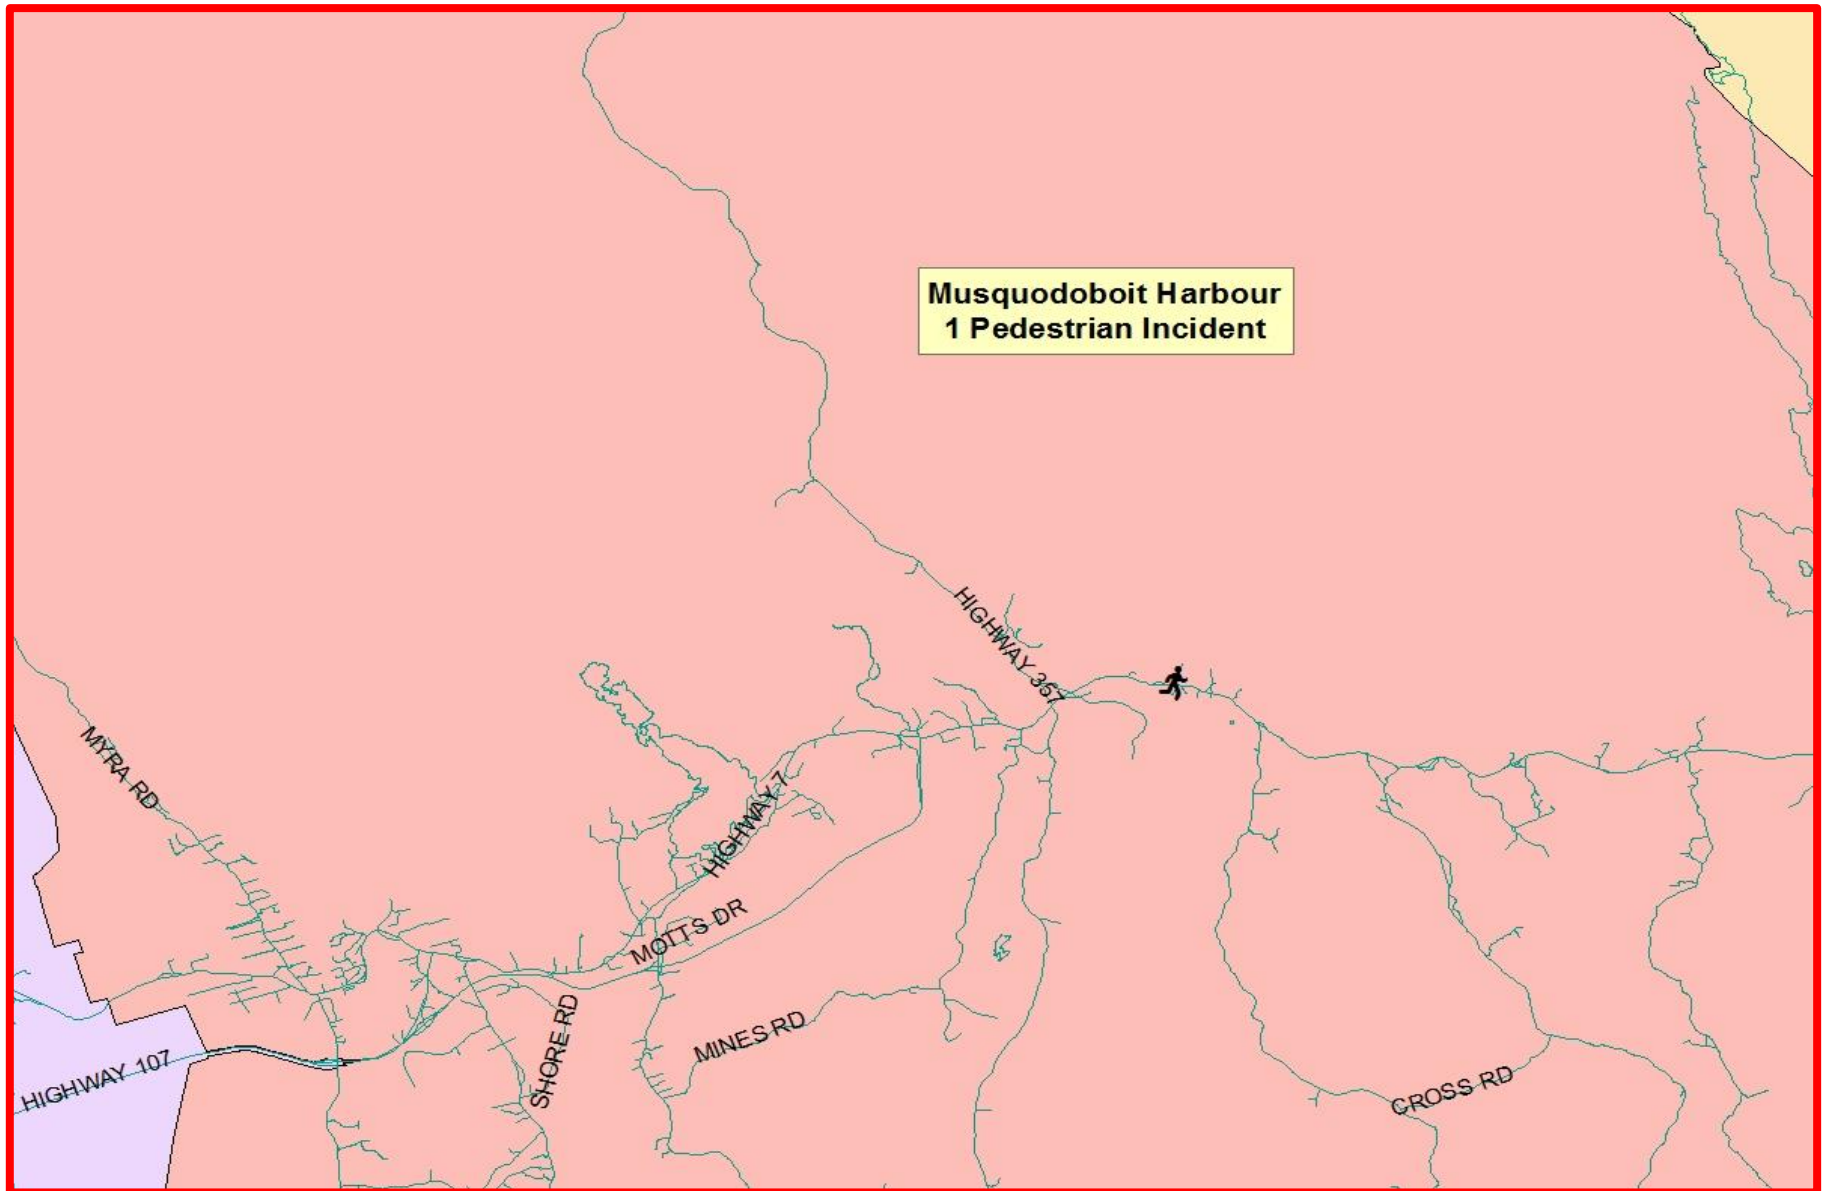 Musquodoboit Harbour
1 Pedestrian Incident
HIGHWAY 357
MYRA RD
HIGHWAY 7
MOTTS DR
SHORE RD
MINES RD
HIGHWAY 107
CROSS RD